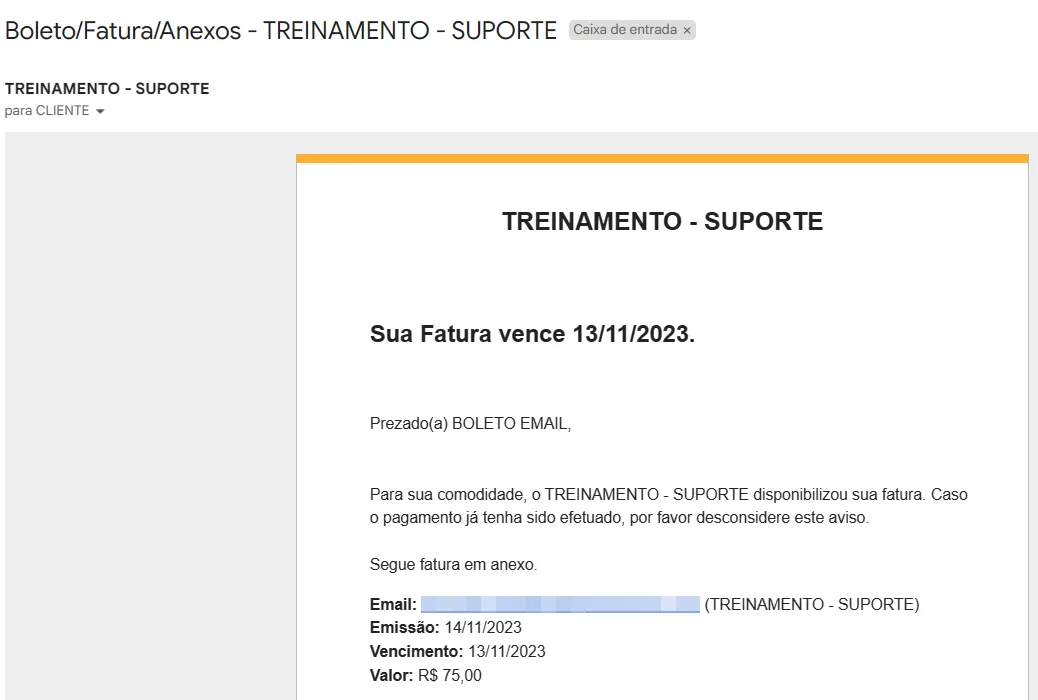 Boleto/Fatura/Anexos - TREINAMENTO - SUPORTE Caixa de entrada ×
TREINAMENTO - SUPORTE
para CLIENTE
TREINAMENTO - SUPORTE
Sua Fatura vence 13/11/2023.
Prezado(a) BOLETO EMAIL,
Para sua comodidade, o TREINAMENTO - SUPORTE disponibilizou sua fatura. Caso
o pagamento já tenha sido efetuado, por favor desconsidere este aviso.
Segue fatura em anexo.
Email: (TREINAMENTO - SUPORTE)
Emissão: 14/11/2023
Vencimento: 13/11/2023
Valor: R$ 75,00